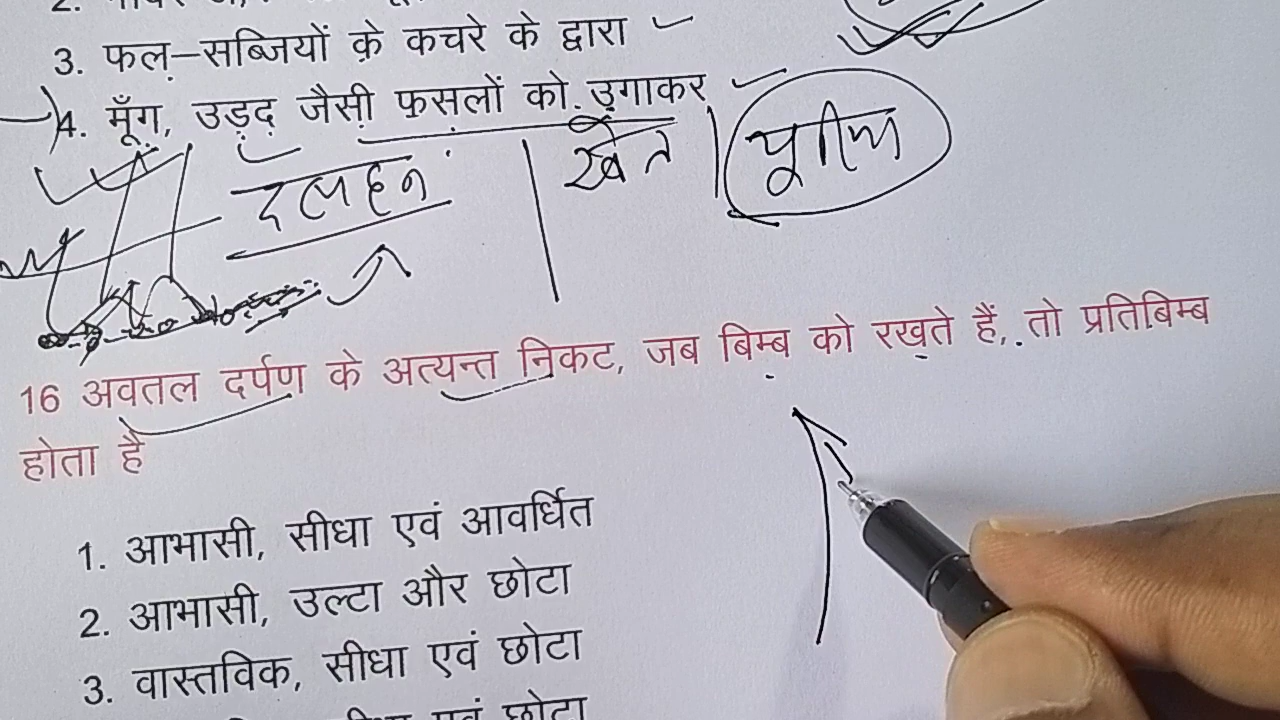 3. फल–सब्जियों के कचरे के द्वारा
4. मूँग, उड़द जैसी फसलों को उगाकर
दलहन खेत यूरिया
16 अवतल दर्पण के अत्यन्त निकट, जब बिम्ब को रखते हैं, तो प्रतिबिम्ब
होता है
1. आभासी, सीधा एवं आवर्धित
2. आभासी, उल्टा और छोटा
3. वास्तविक, सीधा एवं छोटा
एवं छोटा